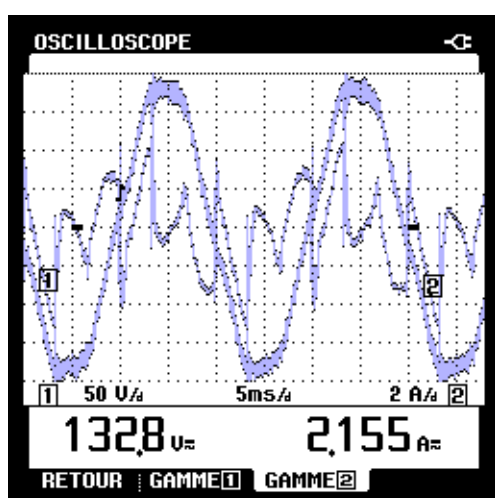 OSCILLOSCOPE
1
2
1 50 V/d 5ms/d 2 A/d 2
132,8 V≂ 2,155 A≂
RETOUR GAMME1 GAMME2